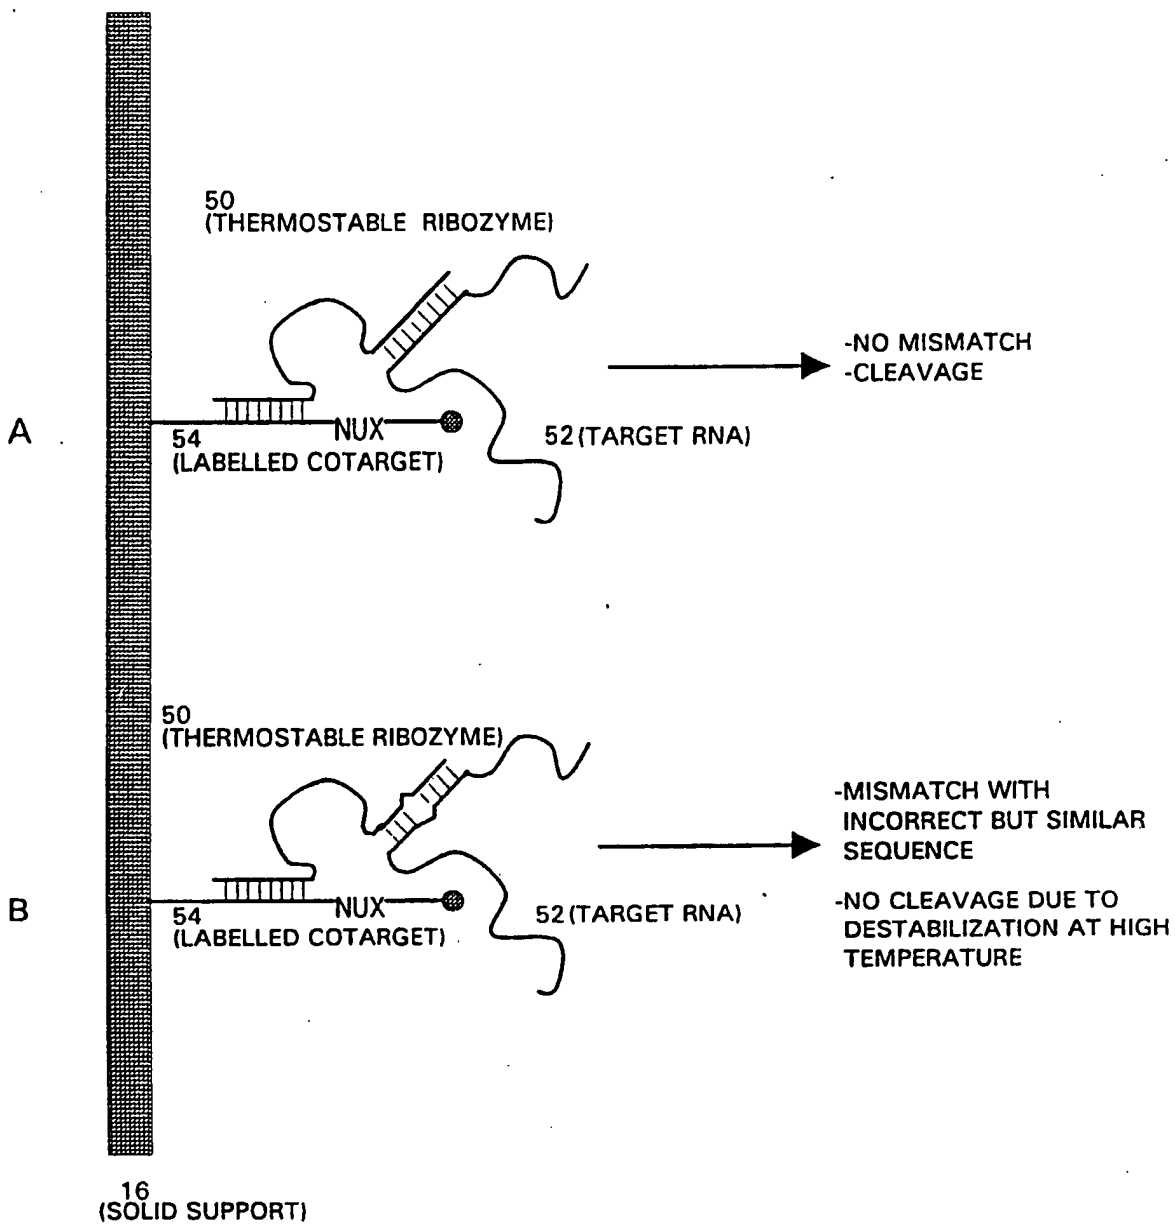 50
(THERMOSTABLE RIBOZYME)
-NO MISMATCH
-CLEAVAGE
A
NUX
54
(LABELLED COTARGET)
52 (TARGET RNA)
50
(THERMOSTABLE RIBOZYME)
-MISMATCH WITH
INCORRECT BUT SIMILAR
SEQUENCE
B
NUX
54
(LABELLED COTARGET)
52 (TARGET RNA)
-NO CLEAVAGE DUE TO
DESTABILIZATION AT HIGH
TEMPERATURE
16
(SOLID SUPPORT)